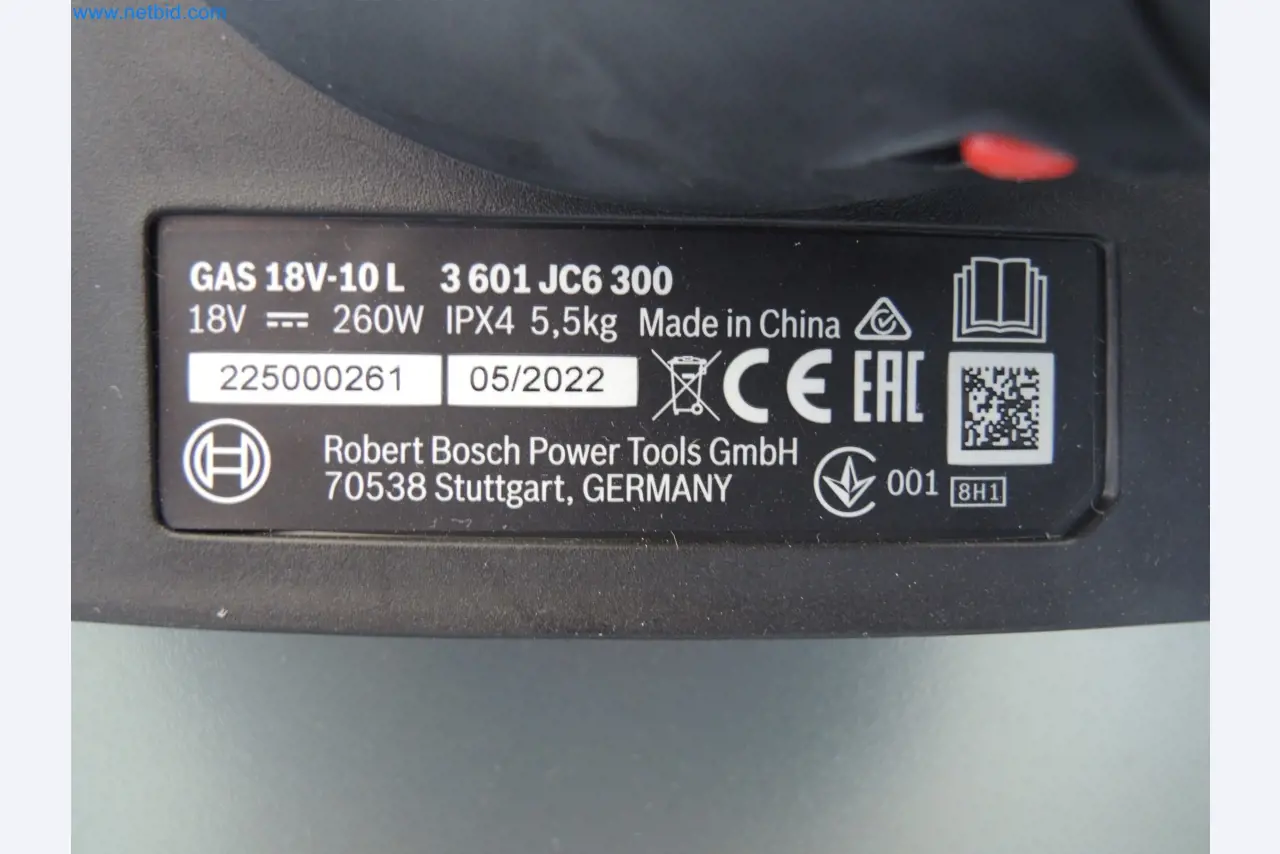 www.netbid.com
GAS 18V-10 L 3 601 JC6 300
18V 260W IPX4 5,5kg Made in China
225000261 05/2022 CE EAC
Robert Bosch Power Tools GmbH
70538 Stuttgart, GERMANY
001 8H1